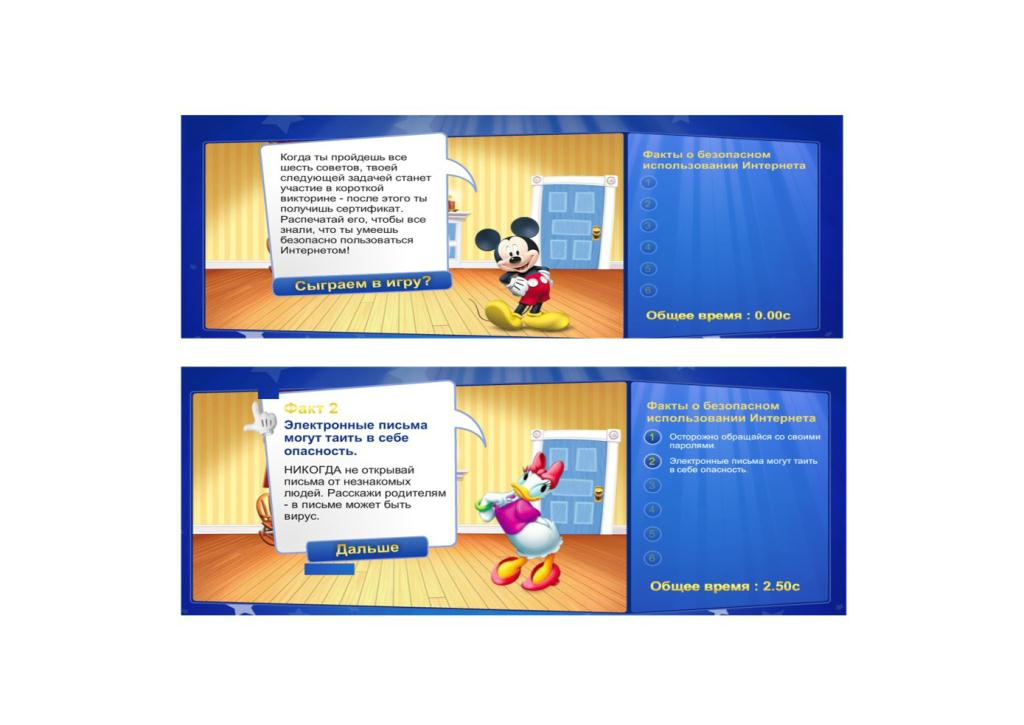 Когда ты пройдешь все
шесть советов, твоей
следующей задачей станет
участие в короткой
викторине - после этого ты
получишь сертификат.
Распечатай его, чтобы все
знали, что ты умеешь
безопасно пользоваться
Интернетом!
Сыграем в игру?
Факты о безопасном
использовании Интернета
1
2
3
4
5
6
Общее время : 0.00с
Факт 2
Электронные письма
могут таить в себе
опасность.
НИКОГДА не открывай
письма от незнакомых
людей. Расскажи родителям
- в письме может быть
вирус.
Дальше
Факты о безопасном
использовании Интернета
1 Осторожно обращайся со своими
паролями.
2 Электронные письма могут таить
в себе опасность.
3
4
5
6
Общее время : 2.50с